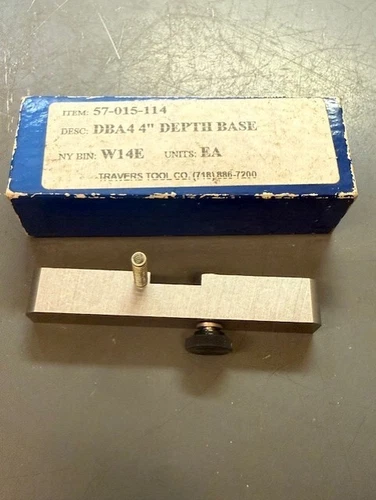 ITEM: 57-015-114
DESC: DBA4 4" DEPTH BASE
NY BIN: W14E UNITS: EA
TRAVERS TOOL CO. (718) 886-7200